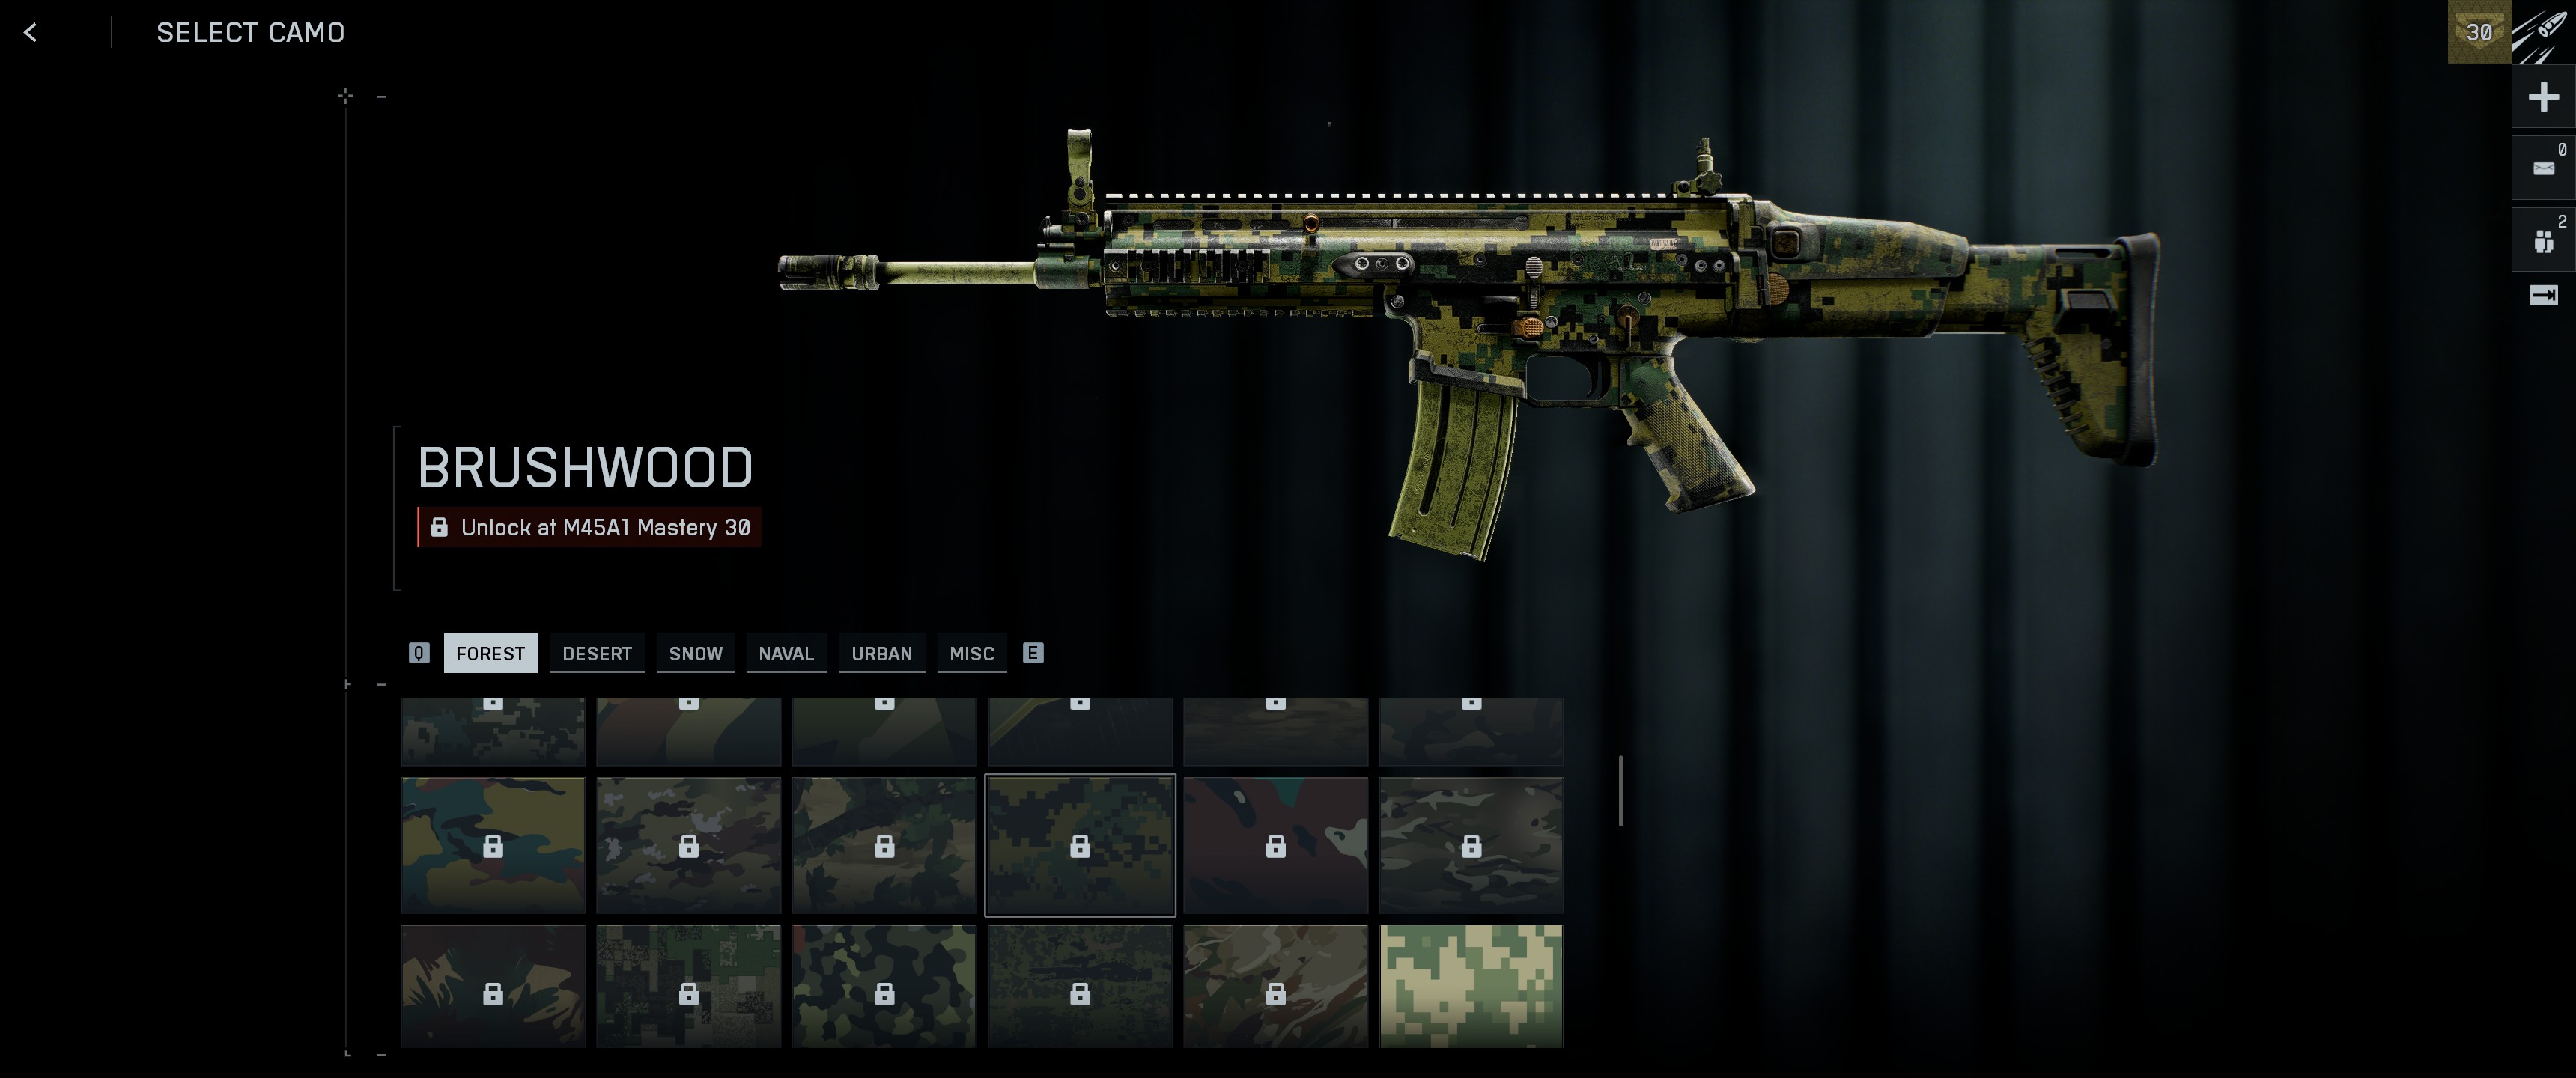 SELECT CAMO
30
0
2
BRUSHWOOD
Unlock at M45A1 Mastery 30
Q FOREST DESERT SNOW NAVAL URBAN MISC E